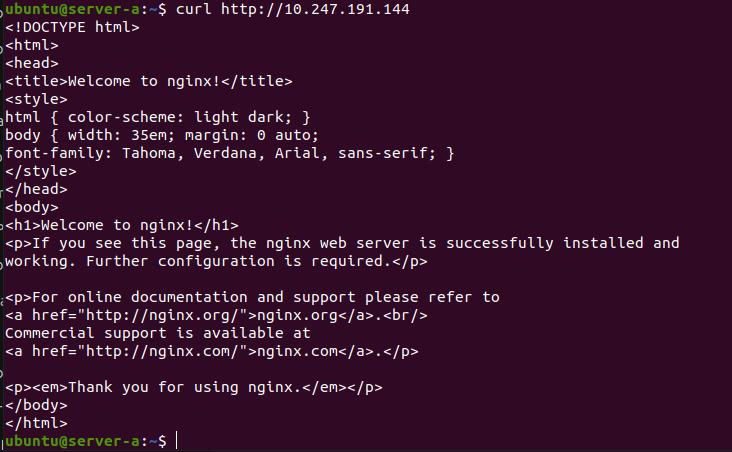 ubuntu@server-a:~$ curl http://10.247.191.144
<!DOCTYPE html>
<html>
<head>
<title>Welcome to nginx!</title>
<style>
html { color-scheme: light dark; }
body { width: 35em; margin: 0 auto;
font-family: Tahoma, Verdana, Arial, sans-serif; }
</style>
</head>
<body>
<h1>Welcome to nginx!</h1>
<p>If you see this page, the nginx web server is successfully installed and
working. Further configuration is required.</p>

<p>For online documentation and support please refer to
<a href="http://nginx.org/">nginx.org</a>.<br/>
Commercial support is available at
<a href="http://nginx.com/">nginx.com</a>.</p>

<p><em>Thank you for using nginx.</em></p>
</body>
</html>
ubuntu@server-a:~$